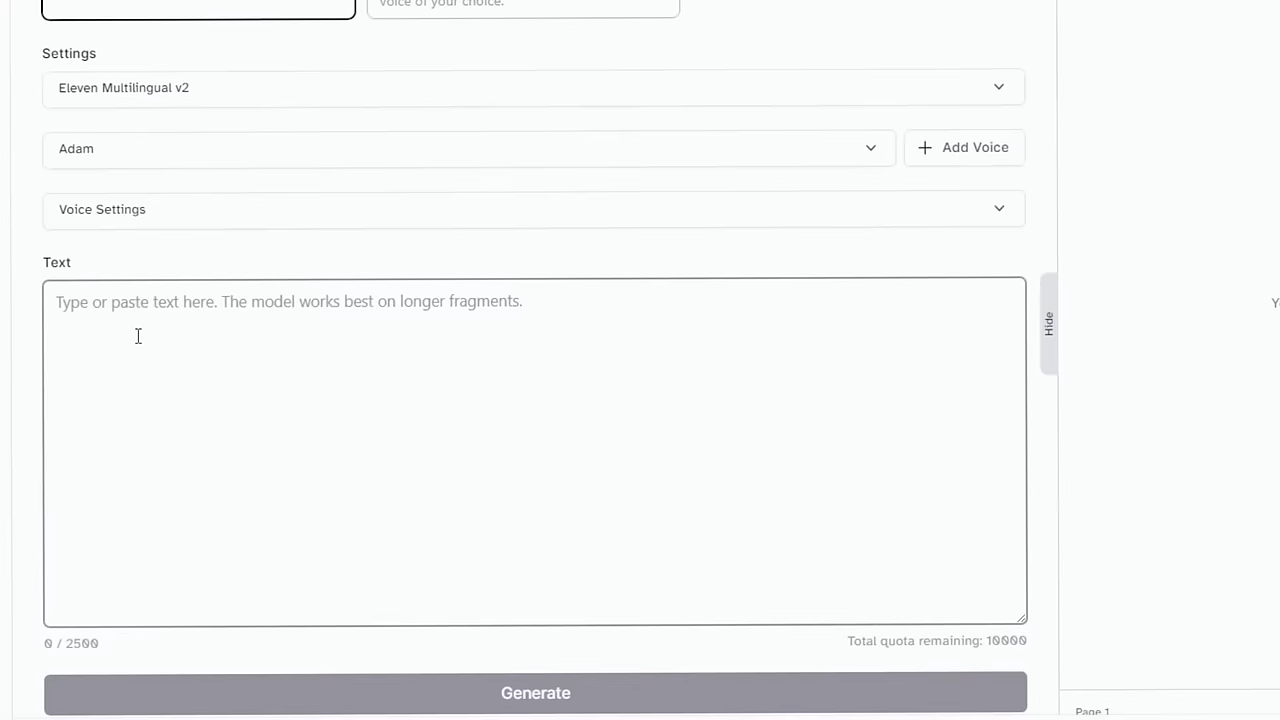 voice of your choice.
Settings
Eleven Multilingual v2
Adam
+ Add Voice
Voice Settings
Text
Type or paste text here. The model works best on longer fragments.
Hide
0 / 2500
Total quota remaining: 10000
Generate
Page 1